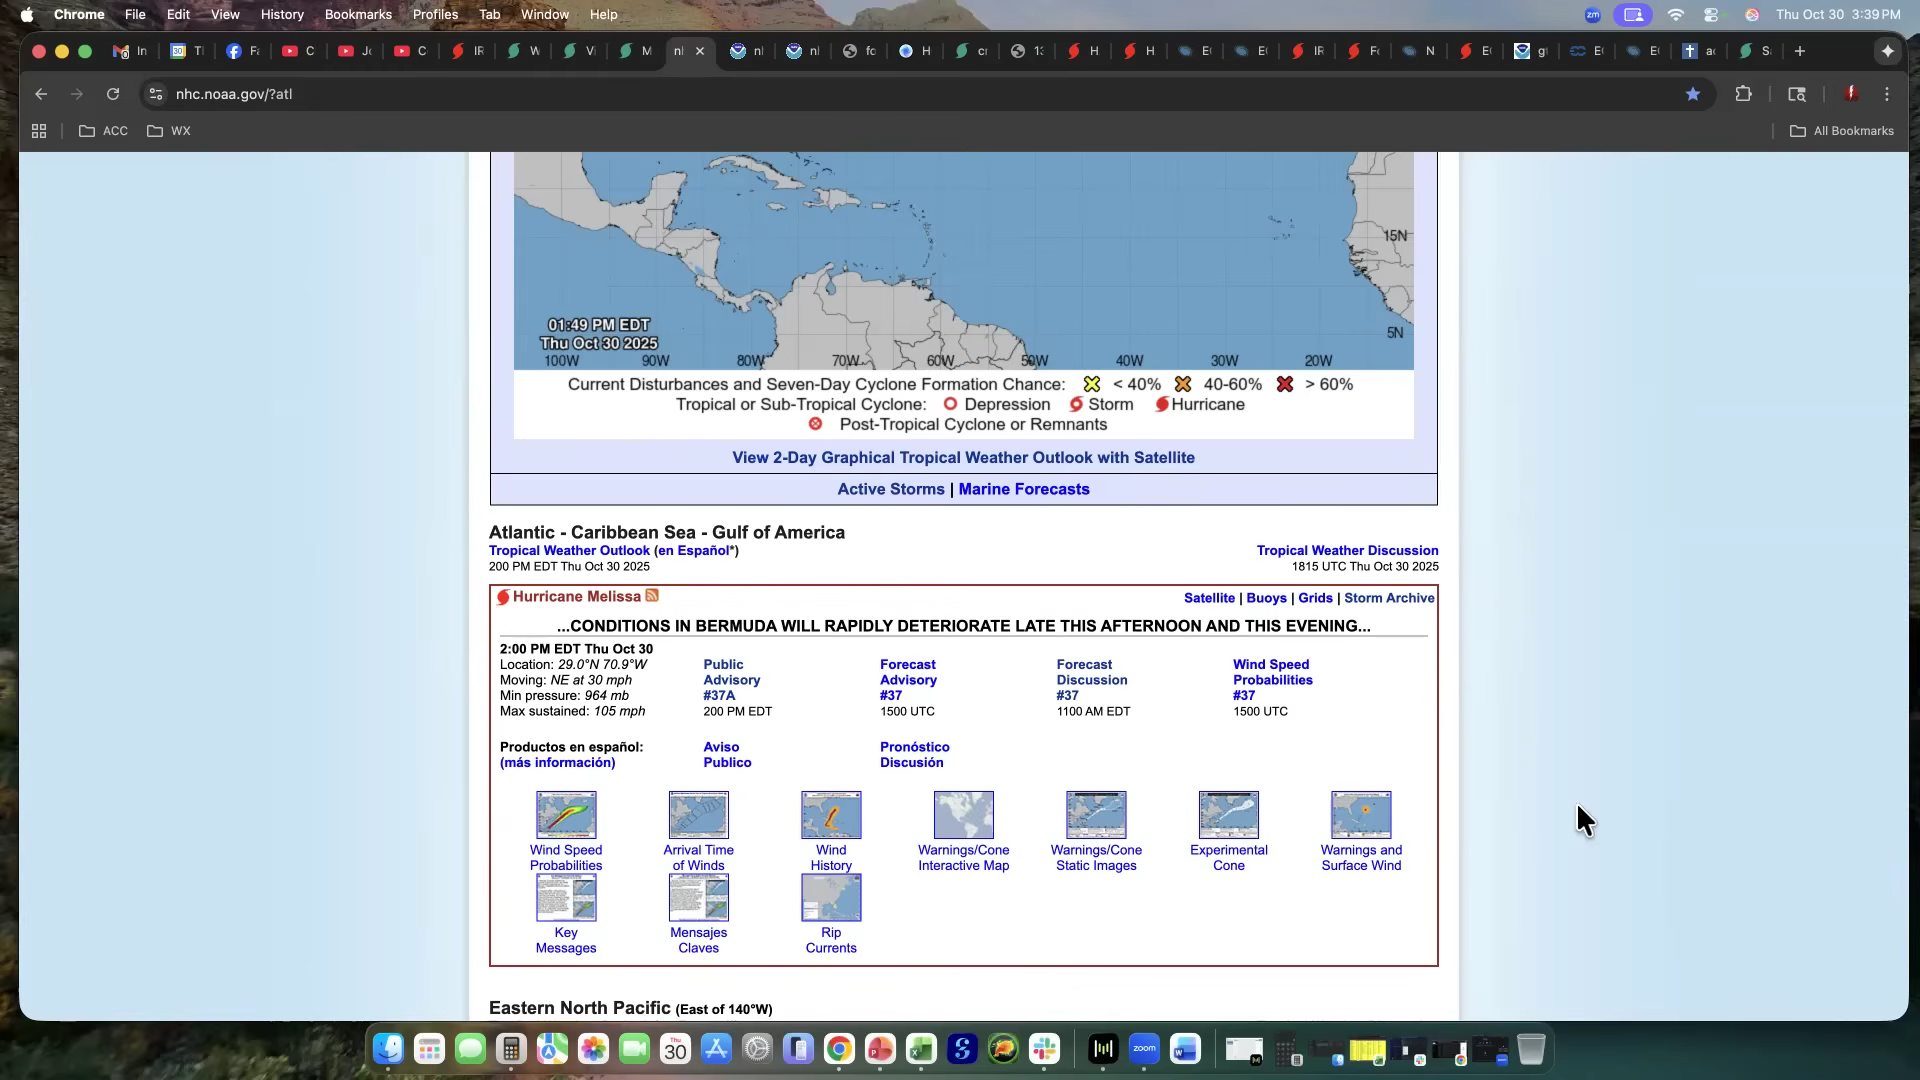 Chrome File Edit View History Bookmarks Profiles Tab Window Help
zm Thu Oct 30 3:39 PM
nhc.noaa.gov/?atl
ACC WX All Bookmarks
15N
5N
01:49 PM EDT
Thu Oct 30 2025
100W 90W 80W 70W 60W 50W 40W 30W 20W
Current Disturbances and Seven-Day Cyclone Formation Chance: < 40% 40-60% > 60%
Tropical or Sub-Tropical Cyclone: Depression Storm Hurricane
Post-Tropical Cyclone or Remnants
View 2-Day Graphical Tropical Weather Outlook with Satellite
Active Storms | Marine Forecasts
Atlantic - Caribbean Sea - Gulf of America
Tropical Weather Outlook (en Español*) Tropical Weather Discussion
200 PM EDT Thu Oct 30 2025 1815 UTC Thu Oct 30 2025
Hurricane Melissa Satellite | Buoys | Grids | Storm Archive
...CONDITIONS IN BERMUDA WILL RAPIDLY DETERIORATE LATE THIS AFTERNOON AND THIS EVENING...
2:00 PM EDT Thu Oct 30
Location: 29.0°N 70.9°W Public Forecast Forecast Wind Speed
Moving: NE at 30 mph Advisory Advisory Discussion Probabilities
Min pressure: 964 mb #37A #37 #37 #37
Max sustained: 105 mph 200 PM EDT 1500 UTC 1100 AM EDT 1500 UTC
Productos en español: Aviso Pronóstico
(más información) Publico Discusión
Wind Speed Arrival Time Wind Warnings/Cone Warnings/Cone Experimental Warnings and
Probabilities of Winds History Interactive Map Static Images Cone Surface Wind
Key Mensajes Rip
Messages Claves Currents
Eastern North Pacific (East of 140°W)
Thu
30
zoom